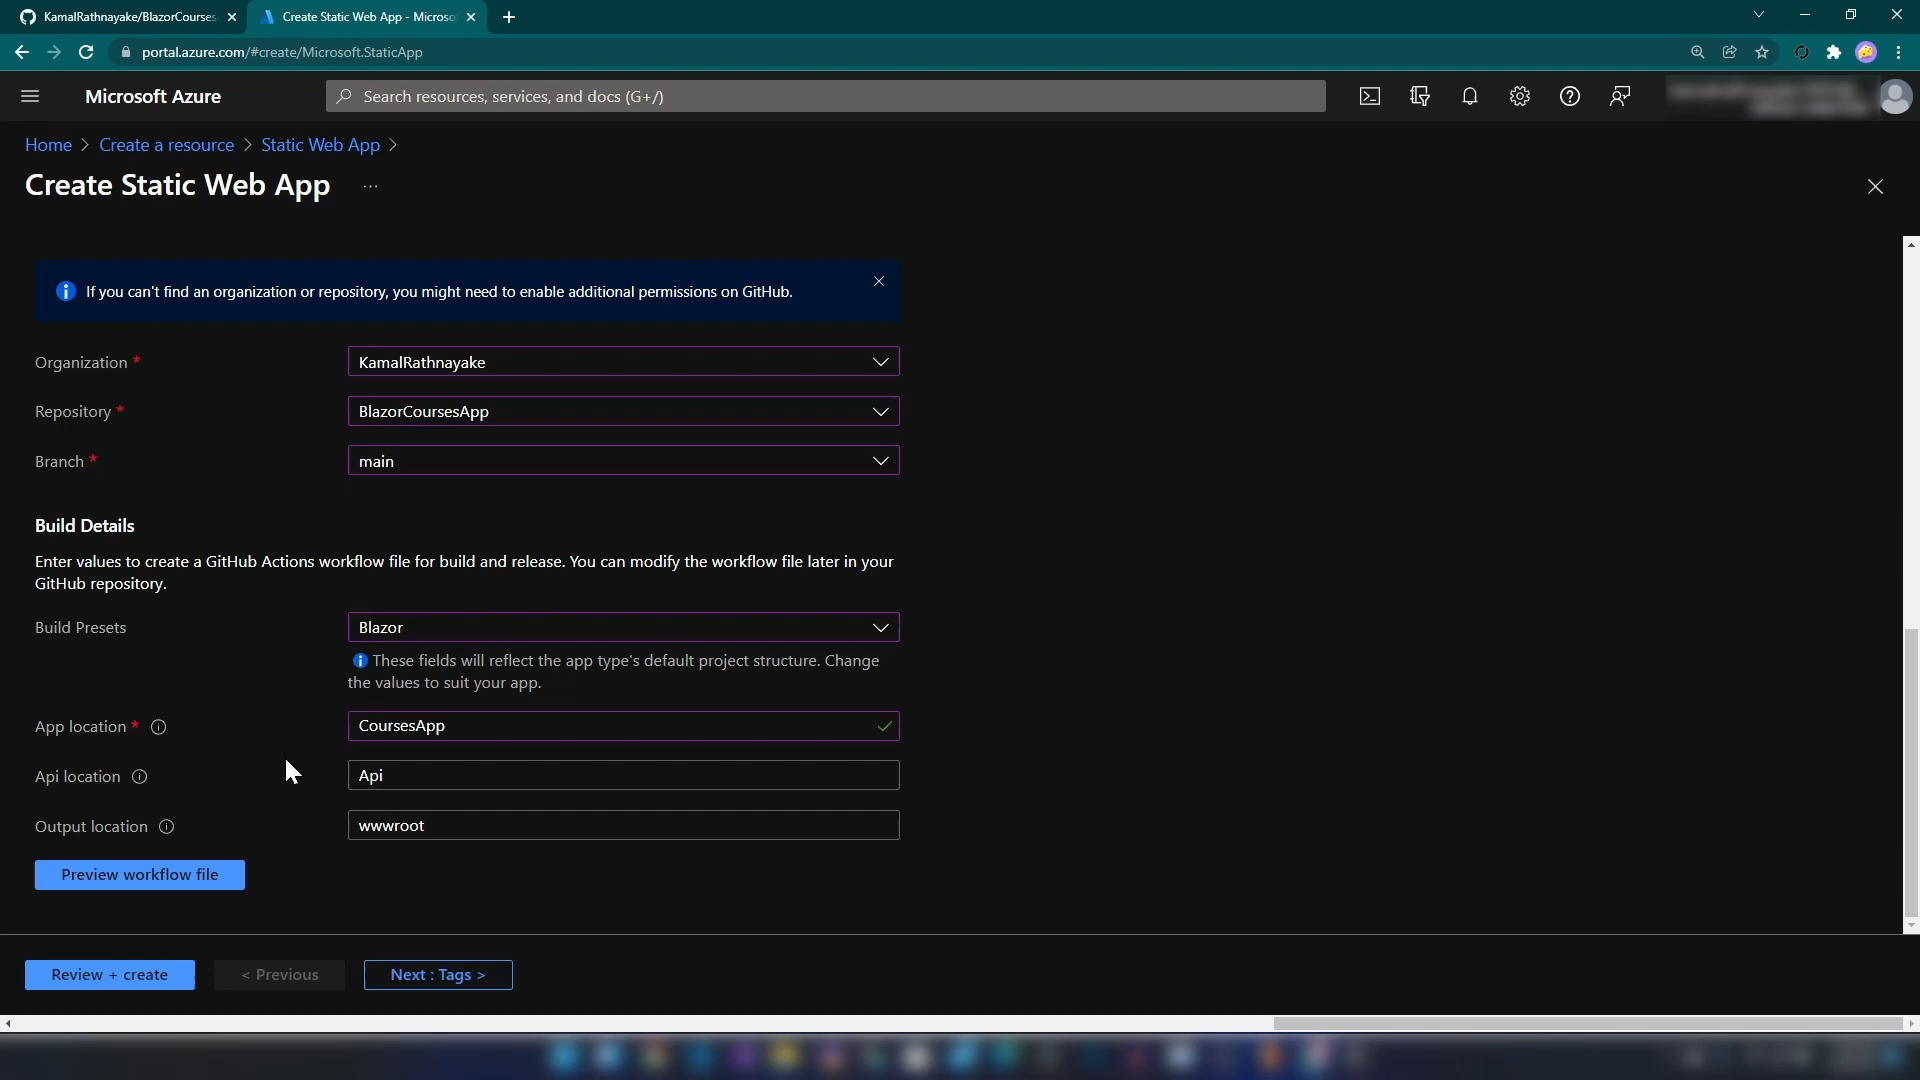 KamalRathnayake/BlazorCourses
Create Static Web App - Microso
portal.azure.com/#create/Microsoft.StaticApp
Microsoft Azure
Search resources, services, and docs (G+/)
Home > Create a resource > Static Web App >
Create Static Web App ...
If you can't find an organization or repository, you might need to enable additional permissions on GitHub.
Organization *
KamalRathnayake
Repository *
BlazorCoursesApp
Branch *
main
Build Details
Enter values to create a GitHub Actions workflow file for build and release. You can modify the workflow file later in your
GitHub repository.
Build Presets
Blazor
These fields will reflect the app type's default project structure. Change
the values to suit your app.
App location *
CoursesApp
Api location
Api
Output location
wwwroot
Preview workflow file
Review + create
< Previous
Next : Tags >